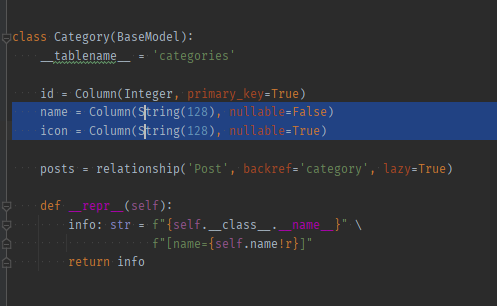 class Category(BaseModel):
    __tablename__ = 'categories'

    id = Column(Integer, primary_key=True)
    name = Column(String(128), nullable=False)
    icon = Column(String(128), nullable=True)

    posts = relationship('Post', backref='category', lazy=True)

    def __repr__(self):
        info: str = f"{self.__class__.__name__}" \
                    f"[name={self.name!r}]"
        return info